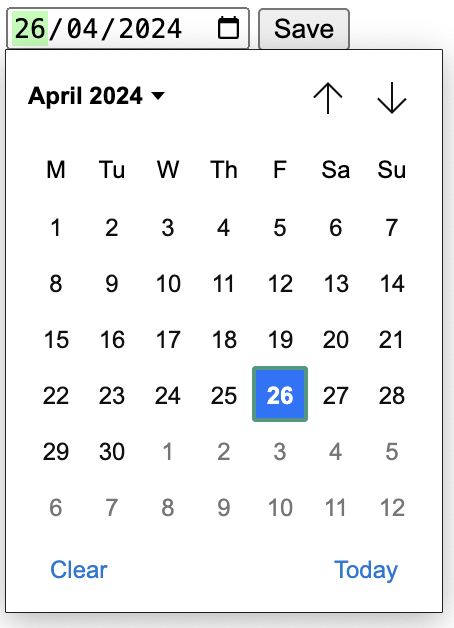 26/04/2024 Save
April 2024
M Tu W Th F Sa Su
1 2 3 4 5 6 7
8 9 10 11 12 13 14
15 16 17 18 19 20 21
22 23 24 25 26 27 28
29 30 1 2 3 4 5
6 7 8 9 10 11 12
Clear Today